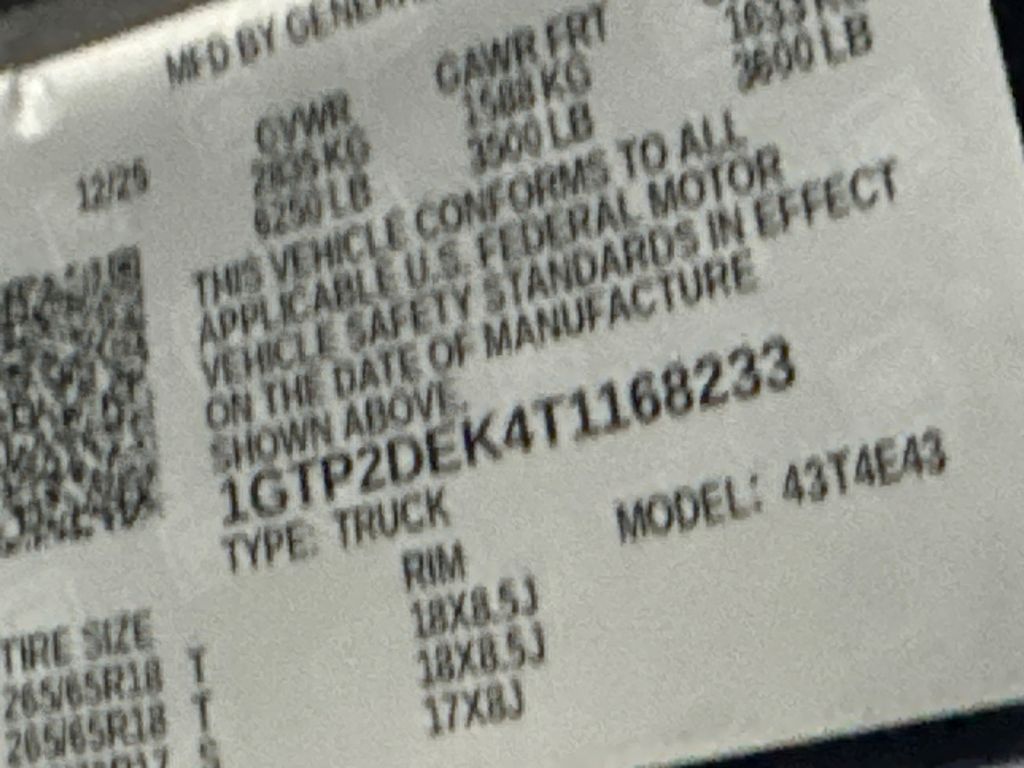 MFD BY
GVWR GAWR FRT
2835 KG 1588 KG
6250 LB 3500 LB 3600 LB
12/25
THIS VEHICLE CONFORMS TO ALL
APPLICABLE U.S. FEDERAL MOTOR
VEHICLE SAFETY STANDARDS IN EFFECT
ON THE DATE OF MANUFACTURE
SHOWN ABOVE.
1GTP2DEK4T1168233
TYPE: TRUCK MODEL: 43T4E43
TIRE SIZE RIM
265/65R18 T 18X8.5J
265/65R18 T 18X8.5J
S 17X8J